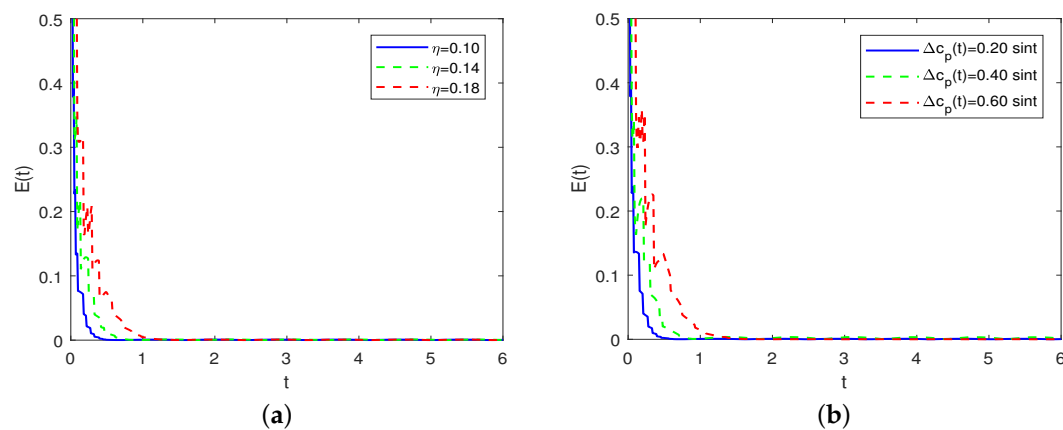 0.5
0.4
0.3
0.2
0.1
0
E(t)
0 1 2 3 4 5 6
t
η=0.10
η=0.14
η=0.18
(a)
0.5
0.4
0.3
0.2
0.1
0
E(t)
0 1 2 3 4 5 6
t
Δc_p(t)=0.20 sint
Δc_p(t)=0.40 sint
Δc_p(t)=0.60 sint
(b)